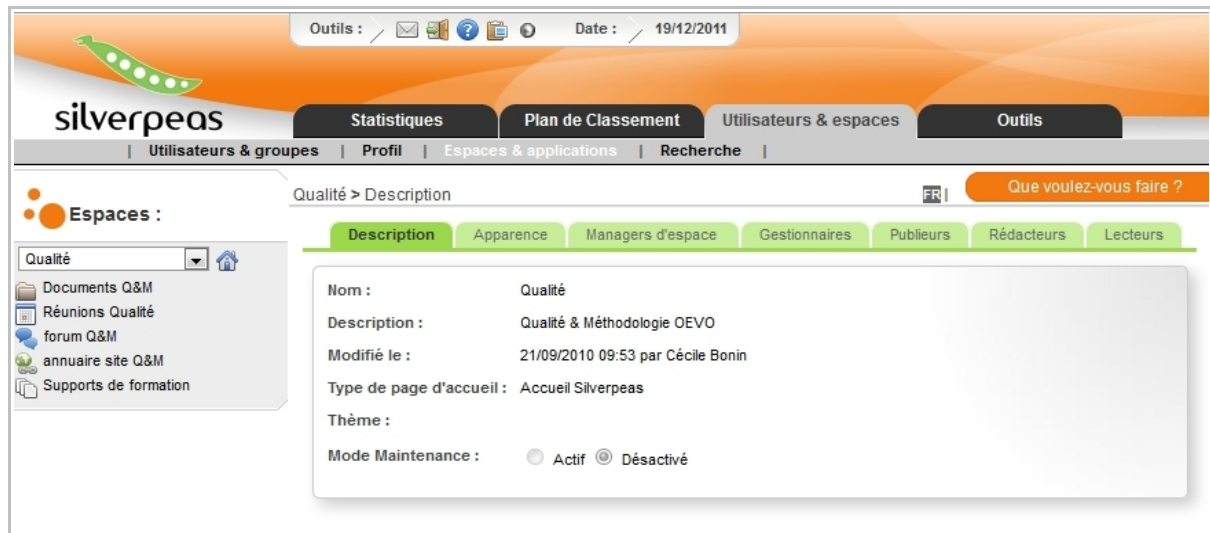 Outils : Date : 19/12/2011
silverpeas
Statistiques Plan de Classement Utilisateurs & espaces Outils
| Utilisateurs & groupes | Profil | Espaces & applications | Recherche |
Qualité > Description FR | Que voulez-vous faire ?
Espaces :
Description Apparence Managers d'espace Gestionnaires Publieurs Rédacteurs Lecteurs
Qualité
Documents Q&M
Réunions Qualité
forum Q&M
annuaire site Q&M
Supports de formation
Nom : Qualité
Description : Qualité & Méthodologie OEVO
Modifié le : 21/09/2010 09:53 par Cécile Bonin
Type de page d'accueil : Accueil Silverpeas
Thème :
Mode Maintenance : Actif Désactivé